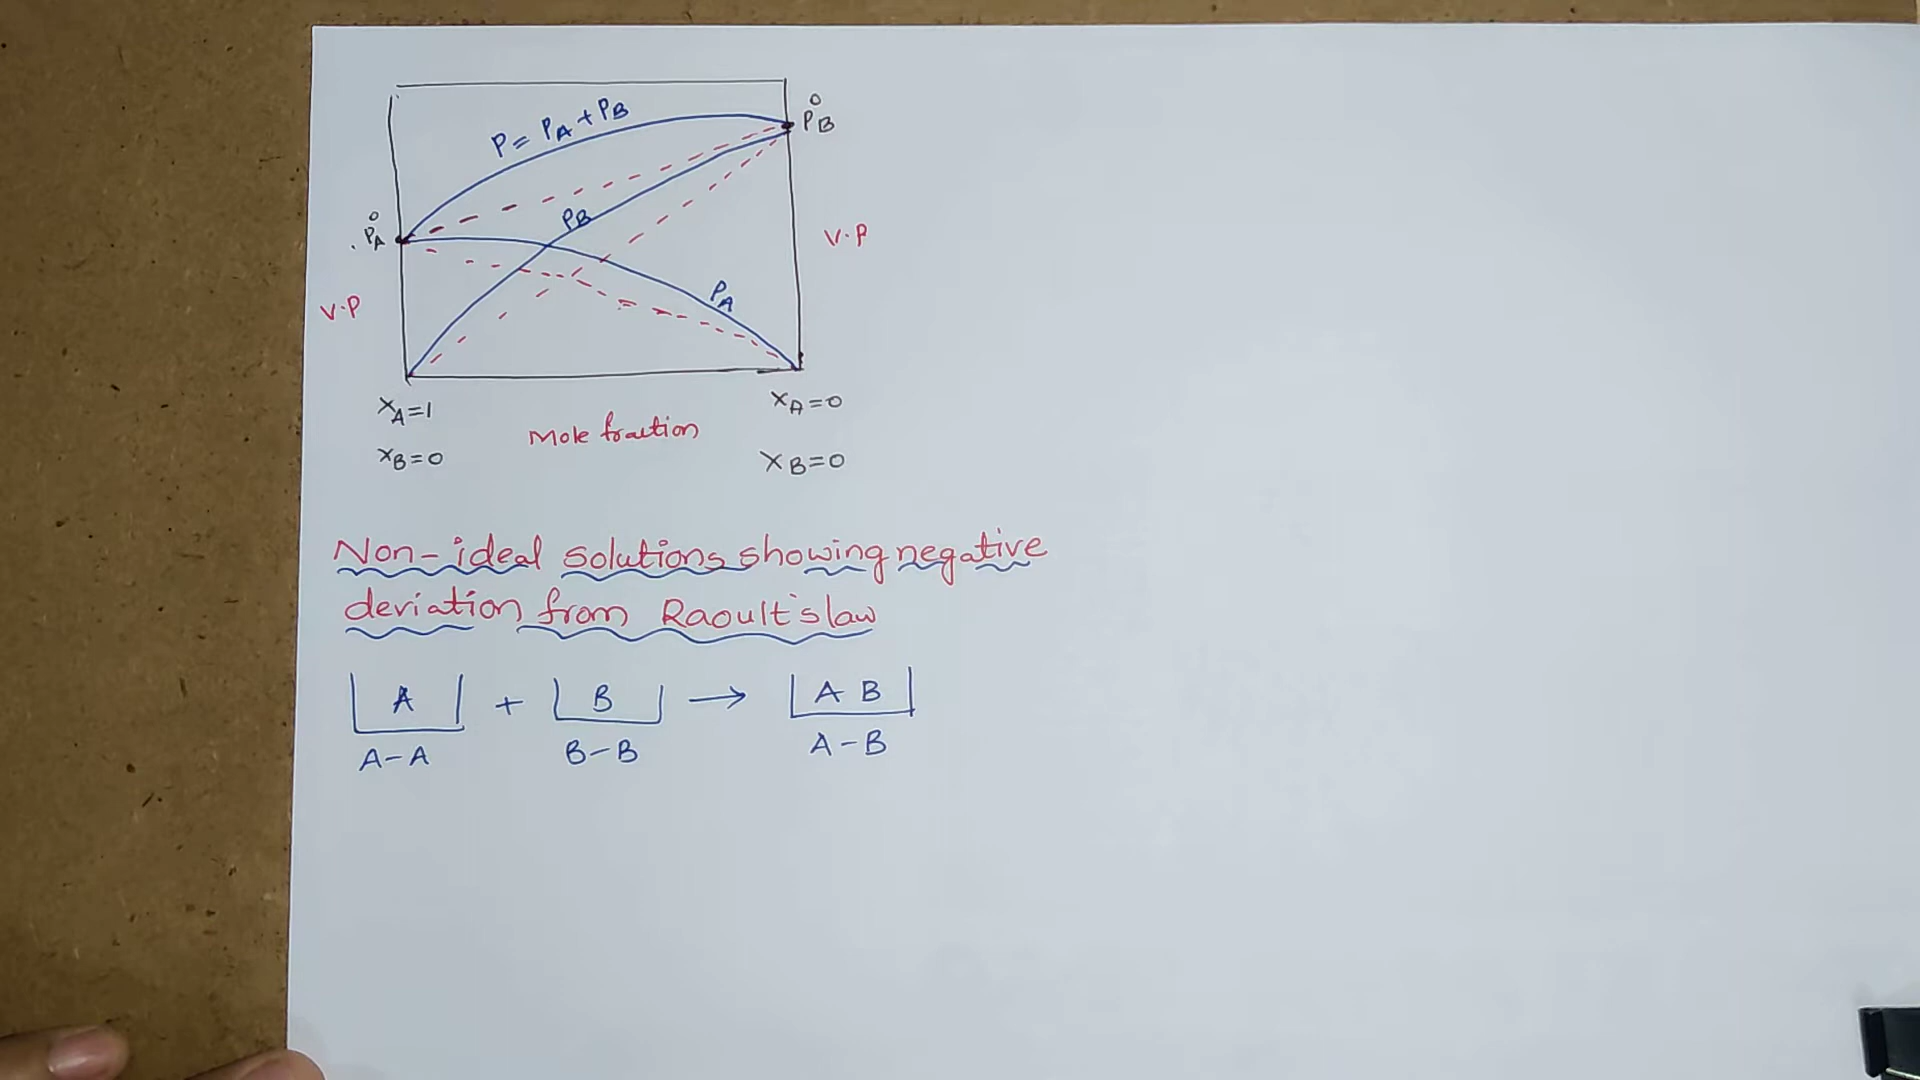 P = PA + PB
P°B
PB
P°A
V.P
PA
V.P
XA=1
XA=0
Mole fraction
XB=0
XB=0
Non-ideal solutions showing negative
deviation from Raoult's law
A + B → A B
A-A B-B A-B